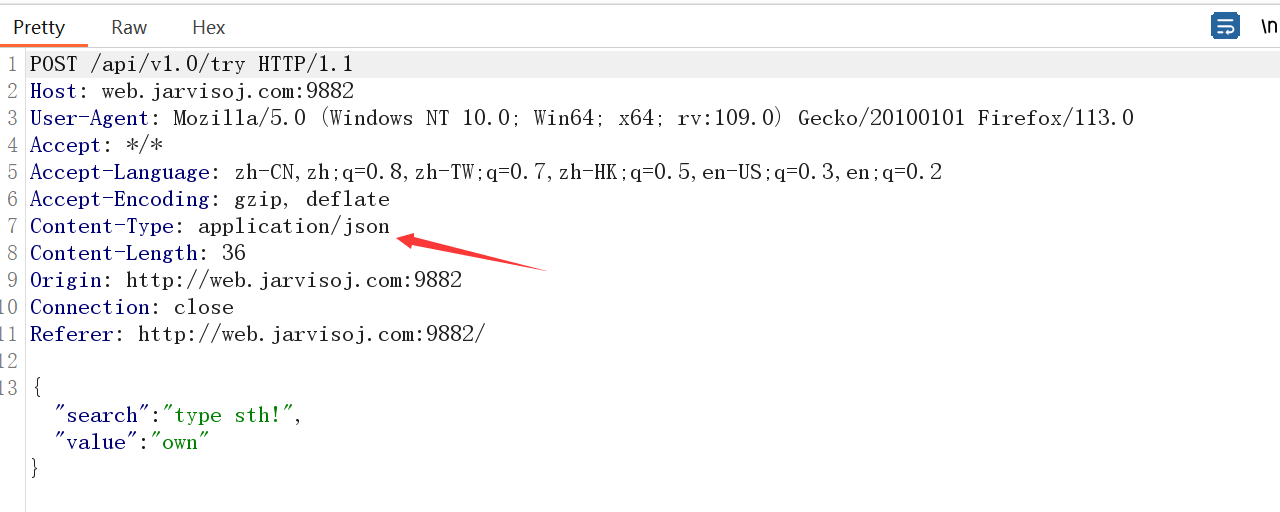 Pretty Raw Hex \n
1 POST /api/v1.0/try HTTP/1.1
2 Host: web.jarvisoj.com:9882
3 User-Agent: Mozilla/5.0 (Windows NT 10.0; Win64; x64; rv:109.0) Gecko/20100101 Firefox/113.0
4 Accept: */*
5 Accept-Language: zh-CN,zh;q=0.8,zh-TW;q=0.7,zh-HK;q=0.5,en-US;q=0.3,en;q=0.2
6 Accept-Encoding: gzip, deflate
7 Content-Type: application/json
8 Content-Length: 36
9 Origin: http://web.jarvisoj.com:9882
10 Connection: close
11 Referer: http://web.jarvisoj.com:9882/
12
13 {
"search":"type sth!",
"value":"own"
}